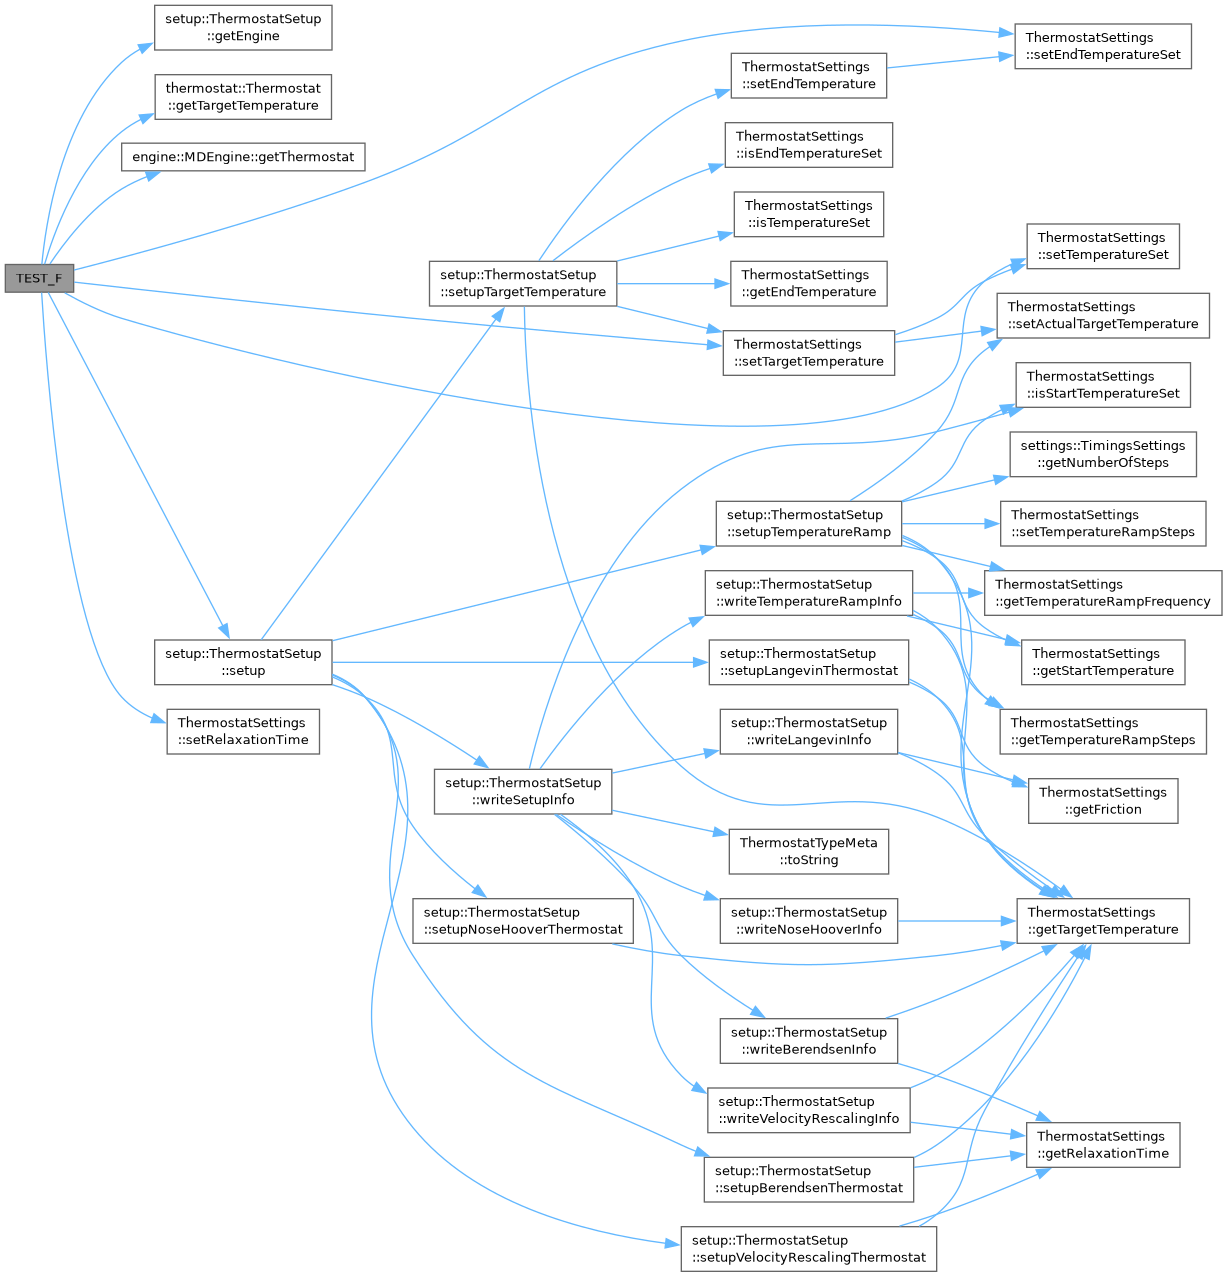 TEST_F
setup::ThermostatSetup
::getEngine
thermostat::Thermostat
::getTargetTemperature
engine::MDEngine::getThermostat
setup::ThermostatSetup
::setup
ThermostatSettings
::setRelaxationTime
setup::ThermostatSetup
::setupTargetTemperature
setup::ThermostatSetup
::writeSetupInfo
setup::ThermostatSetup
::setupNoseHooverThermostat
ThermostatSettings
::setEndTemperature
ThermostatSettings
::isEndTemperatureSet
ThermostatSettings
::isTemperatureSet
ThermostatSettings
::getEndTemperature
ThermostatSettings
::setTargetTemperature
setup::ThermostatSetup
::setupTemperatureRamp
setup::ThermostatSetup
::writeTemperatureRampInfo
setup::ThermostatSetup
::setupLangevinThermostat
setup::ThermostatSetup
::writeLangevinInfo
ThermostatTypeMeta
::toString
setup::ThermostatSetup
::writeNoseHooverInfo
setup::ThermostatSetup
::writeBerendsenInfo
setup::ThermostatSetup
::writeVelocityRescalingInfo
setup::ThermostatSetup
::setupBerendsenThermostat
setup::ThermostatSetup
::setupVelocityRescalingThermostat
ThermostatSettings
::setEndTemperatureSet
ThermostatSettings
::setTemperatureSet
ThermostatSettings
::setActualTargetTemperature
ThermostatSettings
::isStartTemperatureSet
settings::TimingsSettings
::getNumberOfSteps
ThermostatSettings
::setTemperatureRampSteps
ThermostatSettings
::getTemperatureRampFrequency
ThermostatSettings
::getStartTemperature
ThermostatSettings
::getTemperatureRampSteps
ThermostatSettings
::getFriction
ThermostatSettings
::getTargetTemperature
ThermostatSettings
::getRelaxationTime